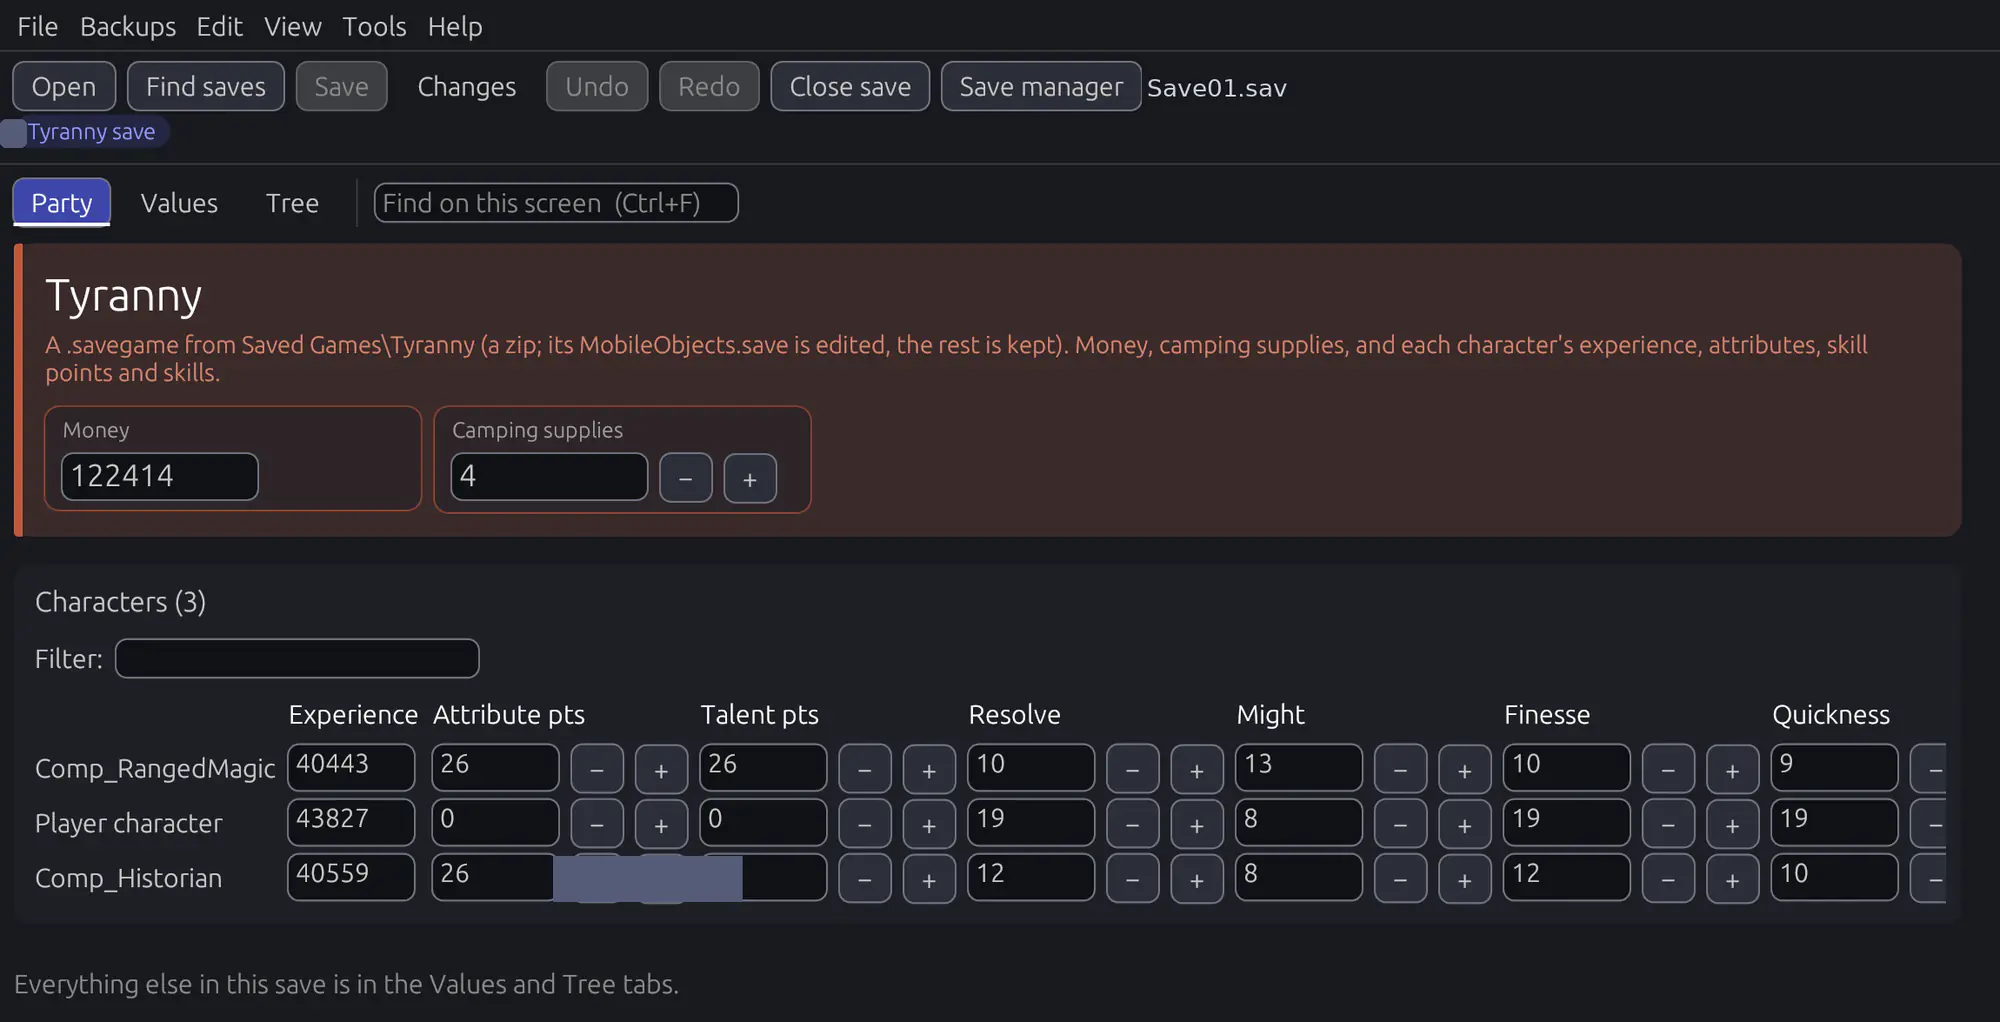 File Backups Edit View Tools Help
Open Find saves Save Changes Undo Redo Close save Save manager Save01.sav
Tyranny save
Party Values Tree Find on this screen (Ctrl+F)
Tyranny
A .savegame from Saved Games\Tyranny (a zip; its MobileObjects.save is edited, the rest is kept). Money, camping supplies, and each character's experience, attributes, skill
points and skills.
Money Camping supplies
122414 4 − +
Characters (3)
Filter:
Experience Attribute pts Talent pts Resolve Might Finesse Quickness
Comp_RangedMagic 40443 26 − + 26 − + 10 − + 13 − + 10 − + 9 −
Player character 43827 0 − + 0 − + 19 − + 8 − + 19 − + 19 −
Comp_Historian 40559 26 − + 12 − + 8 − + 12 − + 10 −
Everything else in this save is in the Values and Tree tabs.